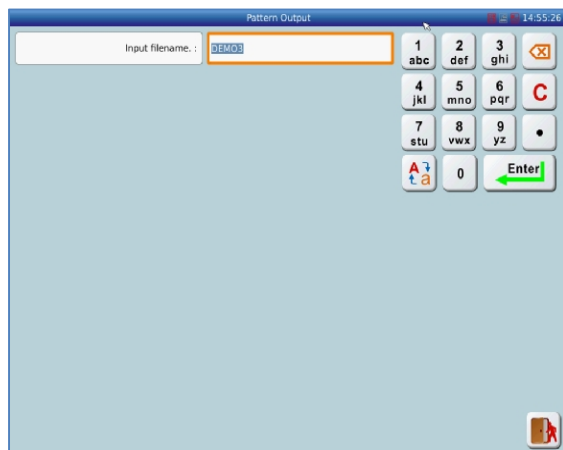 Pattern Output 14:55:26
Input filename. : DEMO3
1 2 3
abc def ghi
4 5 6 C
jkl mno pqr
7 8 9
stu vwx yz
A a 0 Enter